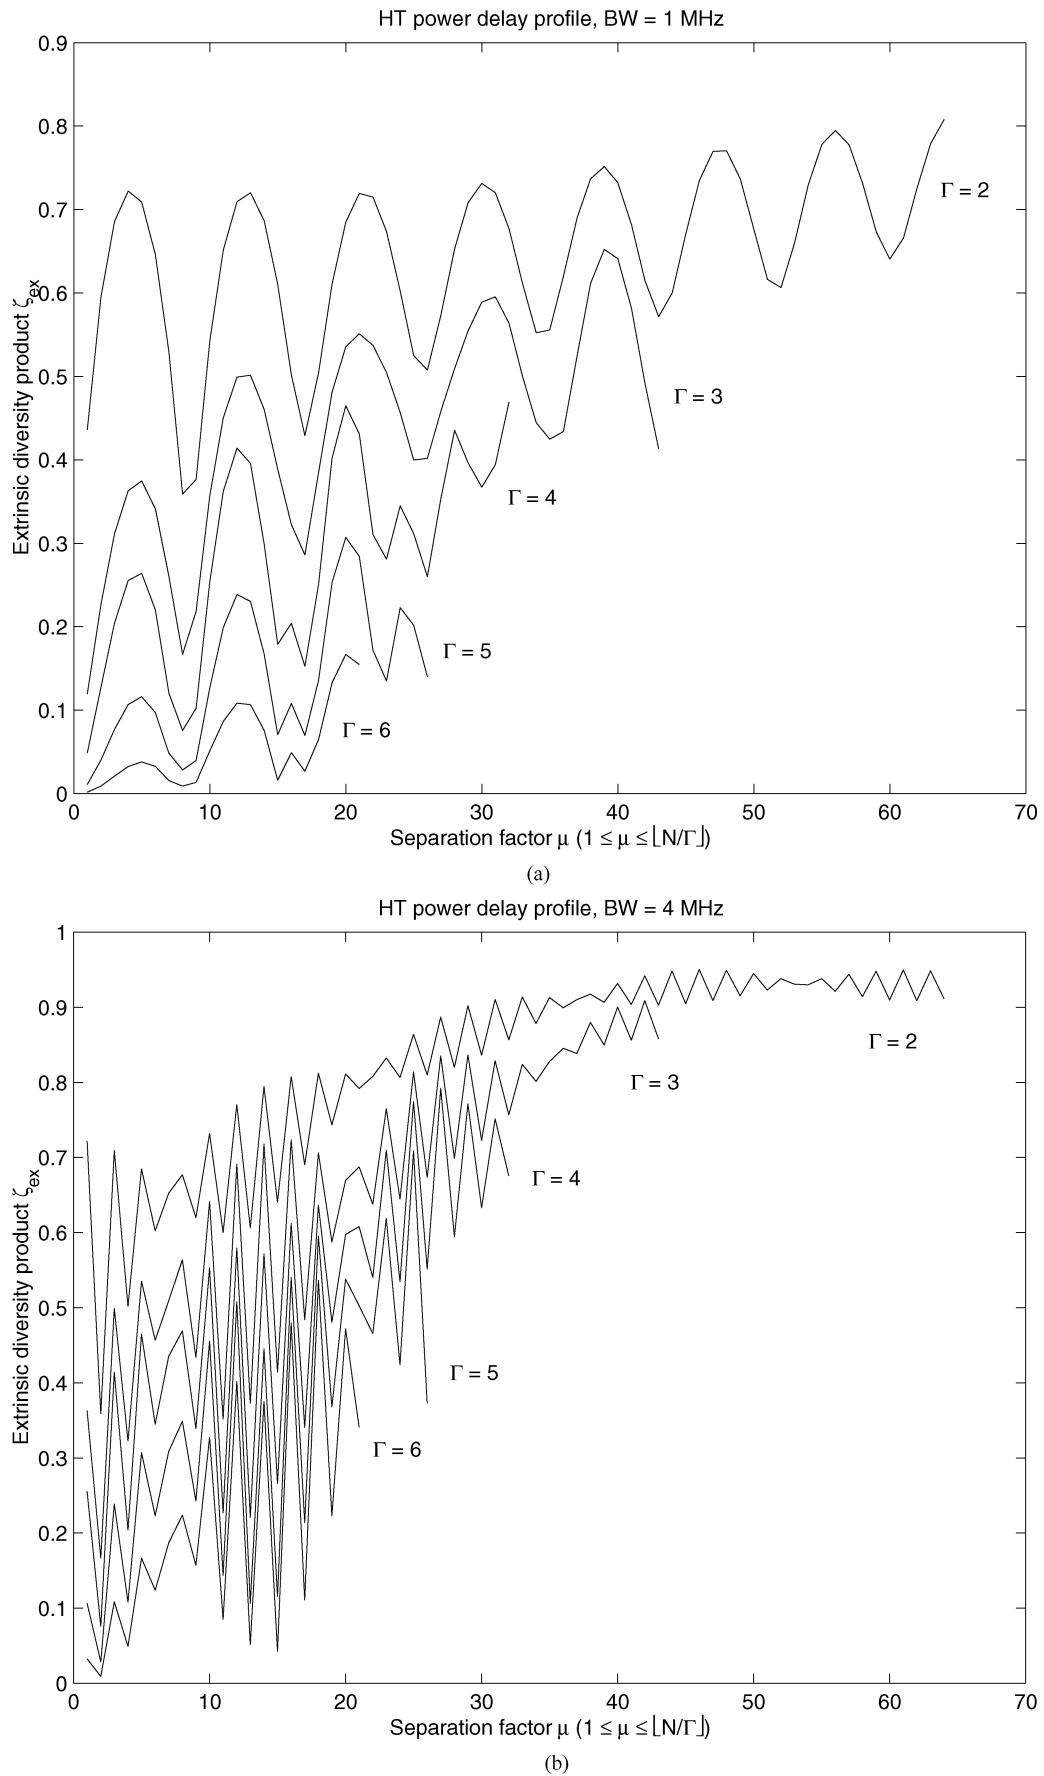 HT power delay profile, BW = 1 MHz
0.9
0.8
0.7
0.6
0.5
0.4
0.3
0.2
0.1
0
Extrinsic diversity product ζex
Γ = 2
Γ = 3
Γ = 4
Γ = 5
Γ = 6
0 10 20 30 40 50 60 70
Separation factor μ (1 ≤ μ ≤ ⌊N/Γ⌋)
(a)
HT power delay profile, BW = 4 MHz
1
0.9
0.8
0.7
0.6
0.5
0.4
0.3
0.2
0.1
0
Extrinsic diversity product ζex
Γ = 2
Γ = 3
Γ = 4
Γ = 5
Γ = 6
0 10 20 30 40 50 60 70
Separation factor μ (1 ≤ μ ≤ ⌊N/Γ⌋)
(b)